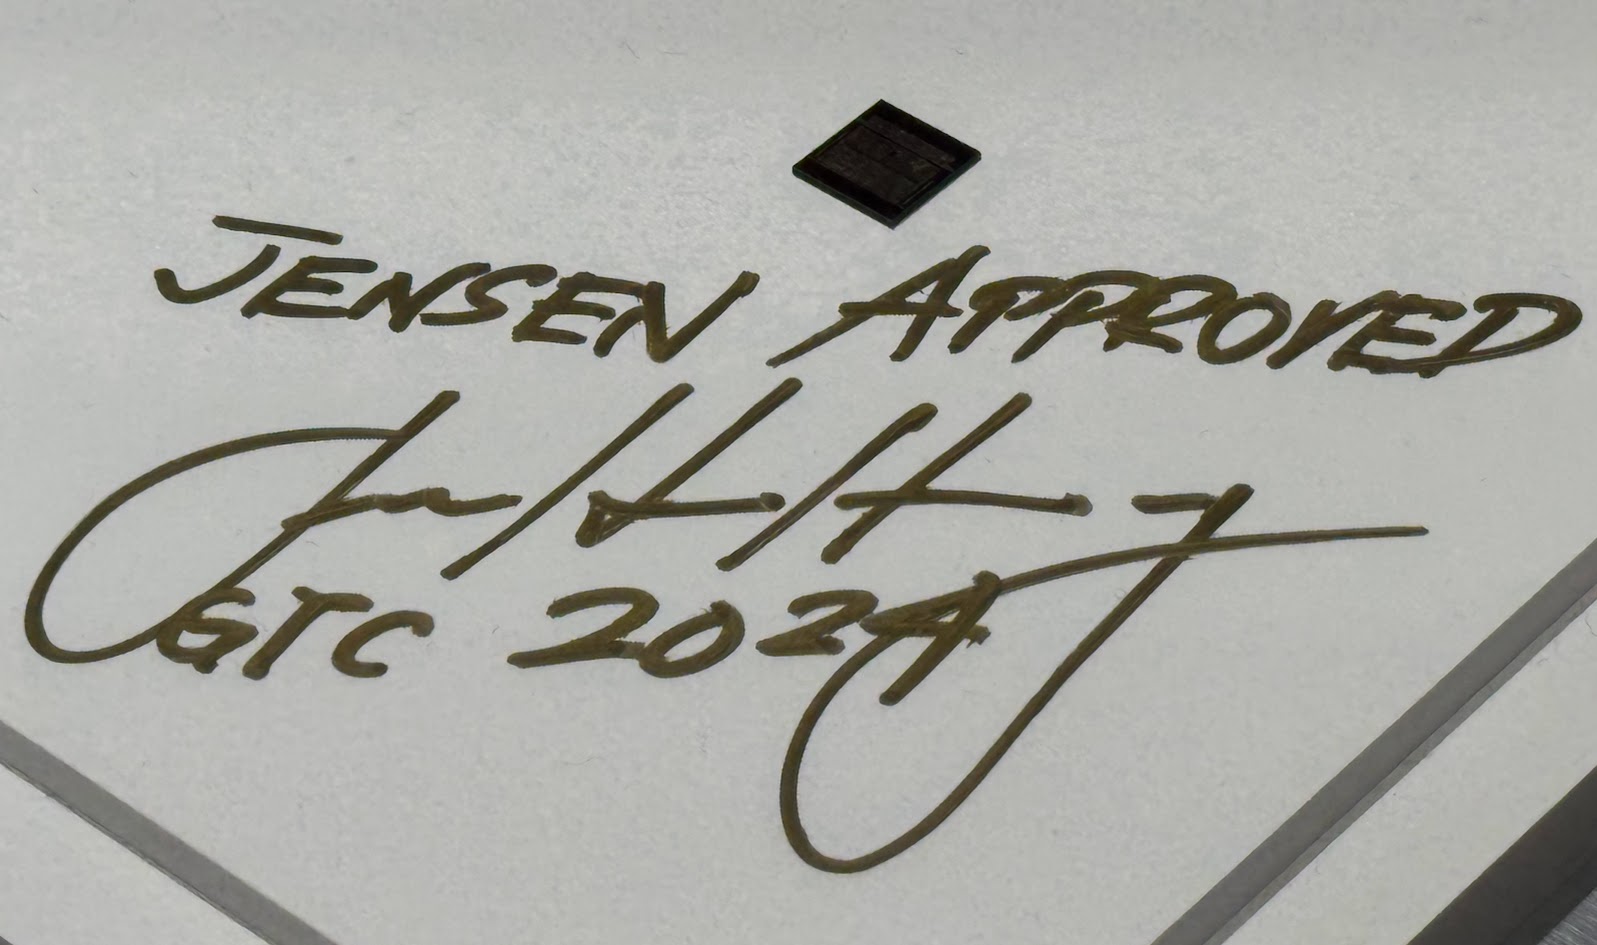 JENSEN APPROVED
GTC 2024